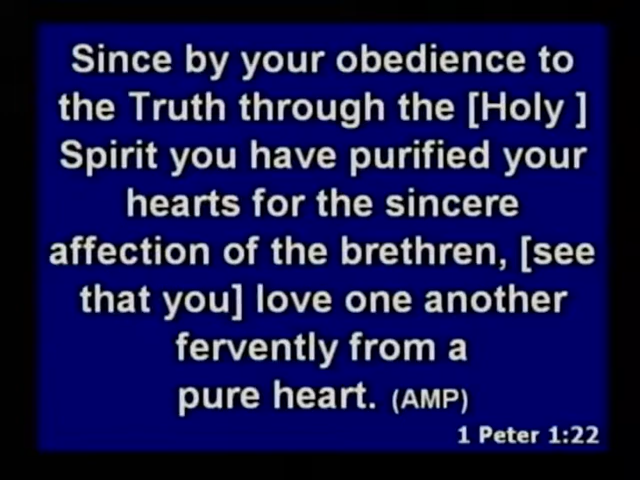 Since by your obedience to
the Truth through the [Holy ]
Spirit you have purified your
hearts for the sincere
affection of the brethren, [see
that you] love one another
fervently from a
pure heart. (AMP)
1 Peter 1:22